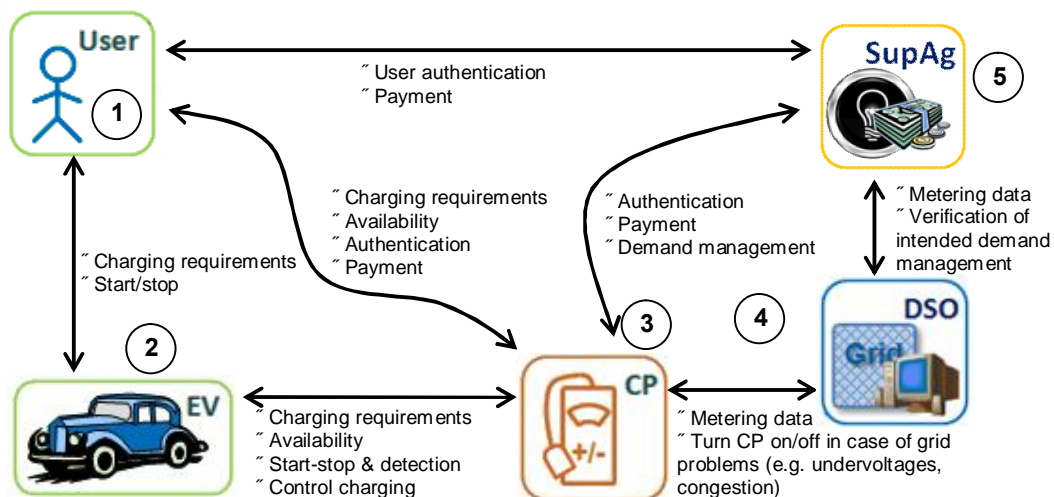 User
1
˝ User authentication
˝ Payment
SupAg
5
˝ Charging requirements
˝ Availability
˝ Authentication
˝ Payment
˝ Authentication
˝ Payment
˝ Demand management
˝ Metering data
˝ Verification of
intended demand
management
˝ Charging requirements
˝ Start/stop
2
EV
3
CP
+/-
4
DSO
Grid
˝ Charging requirements
˝ Availability
˝ Start-stop & detection
˝ Control charging
˝ Metering data
˝ Turn CP on/off in case of grid
problems (e.g. undervoltages,
congestion)